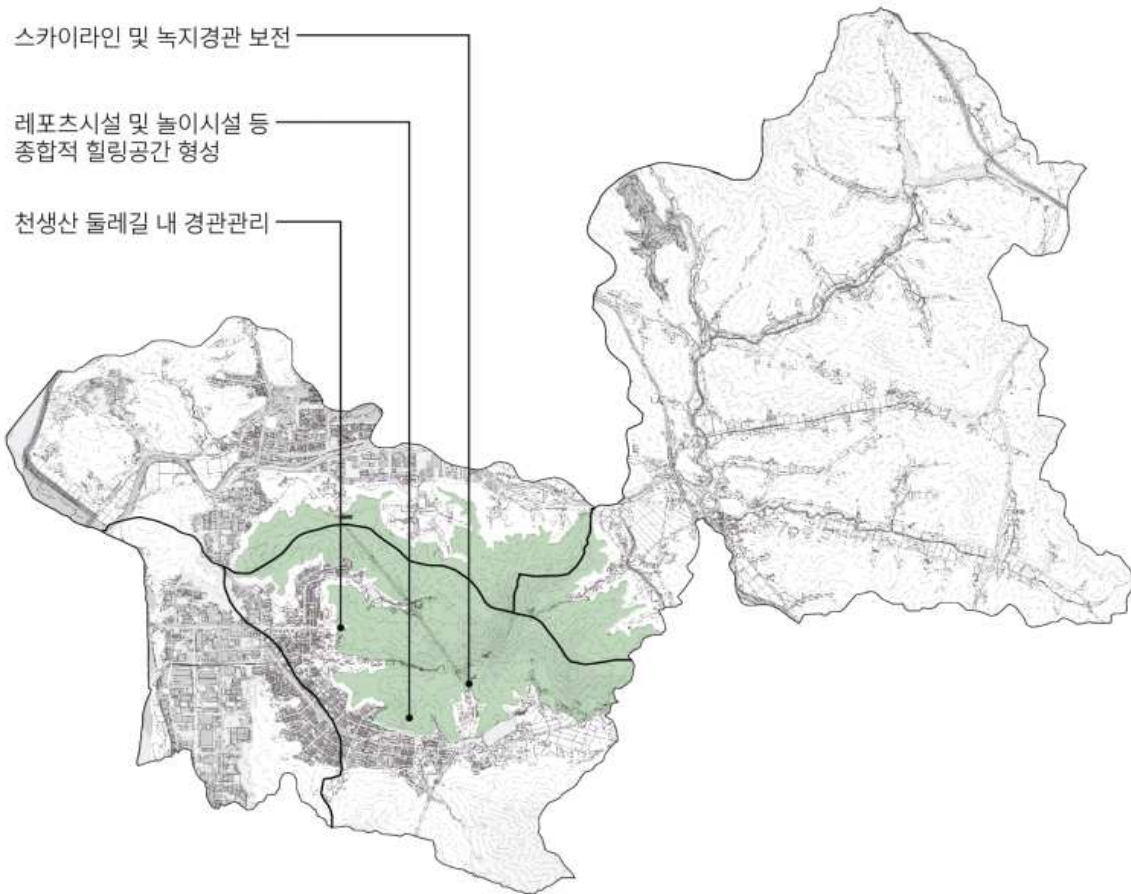 스카이라인 및 녹지경관 보전
레포츠시설 및 놀이시설 등
종합적 힐링공간 형성
천생산 둘레길 내 경관관리